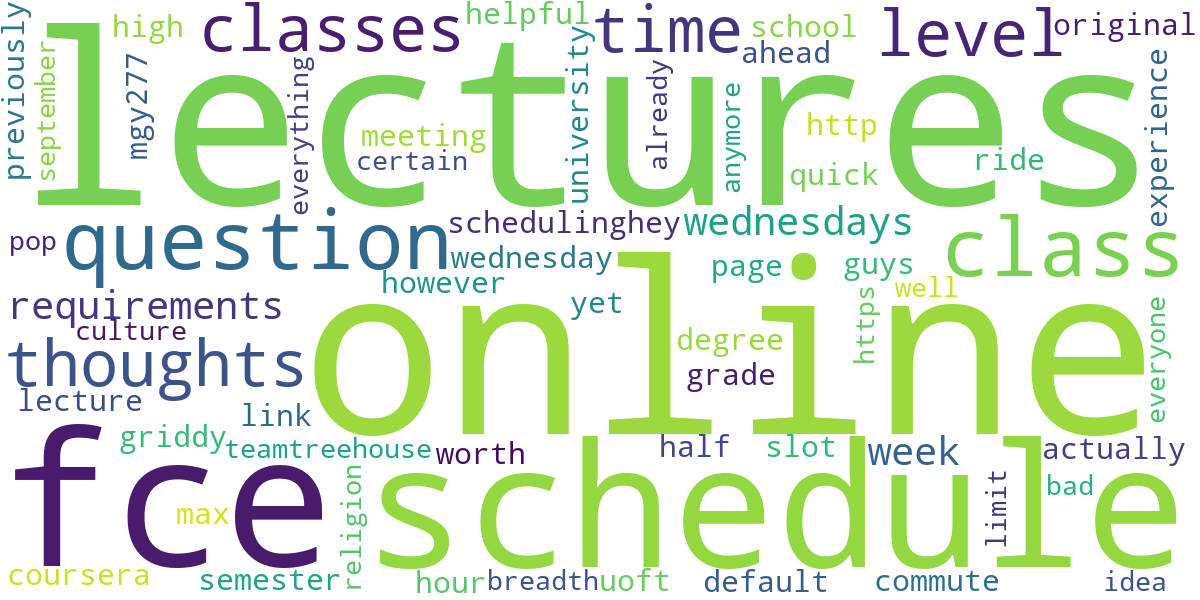 previously
high
classes
helpful
time
school
level
original
september
mgy277
lectures
everything
meeting
certain
university
already
ahead
anymore
http
quick
ride
experience
pop
question
schedulinghey
wednesdays
class
wednesday
however
page
guys
well
requirements
culture
yet
online
https
thoughts
degree
grade
everyone
lecture
link
griddy
teamtreehouse
worth
half
slot
week
actually
fce
max
religion
schedule
limit
bad
coursera
semester
hour
breadth
uoft
default
commute
idea